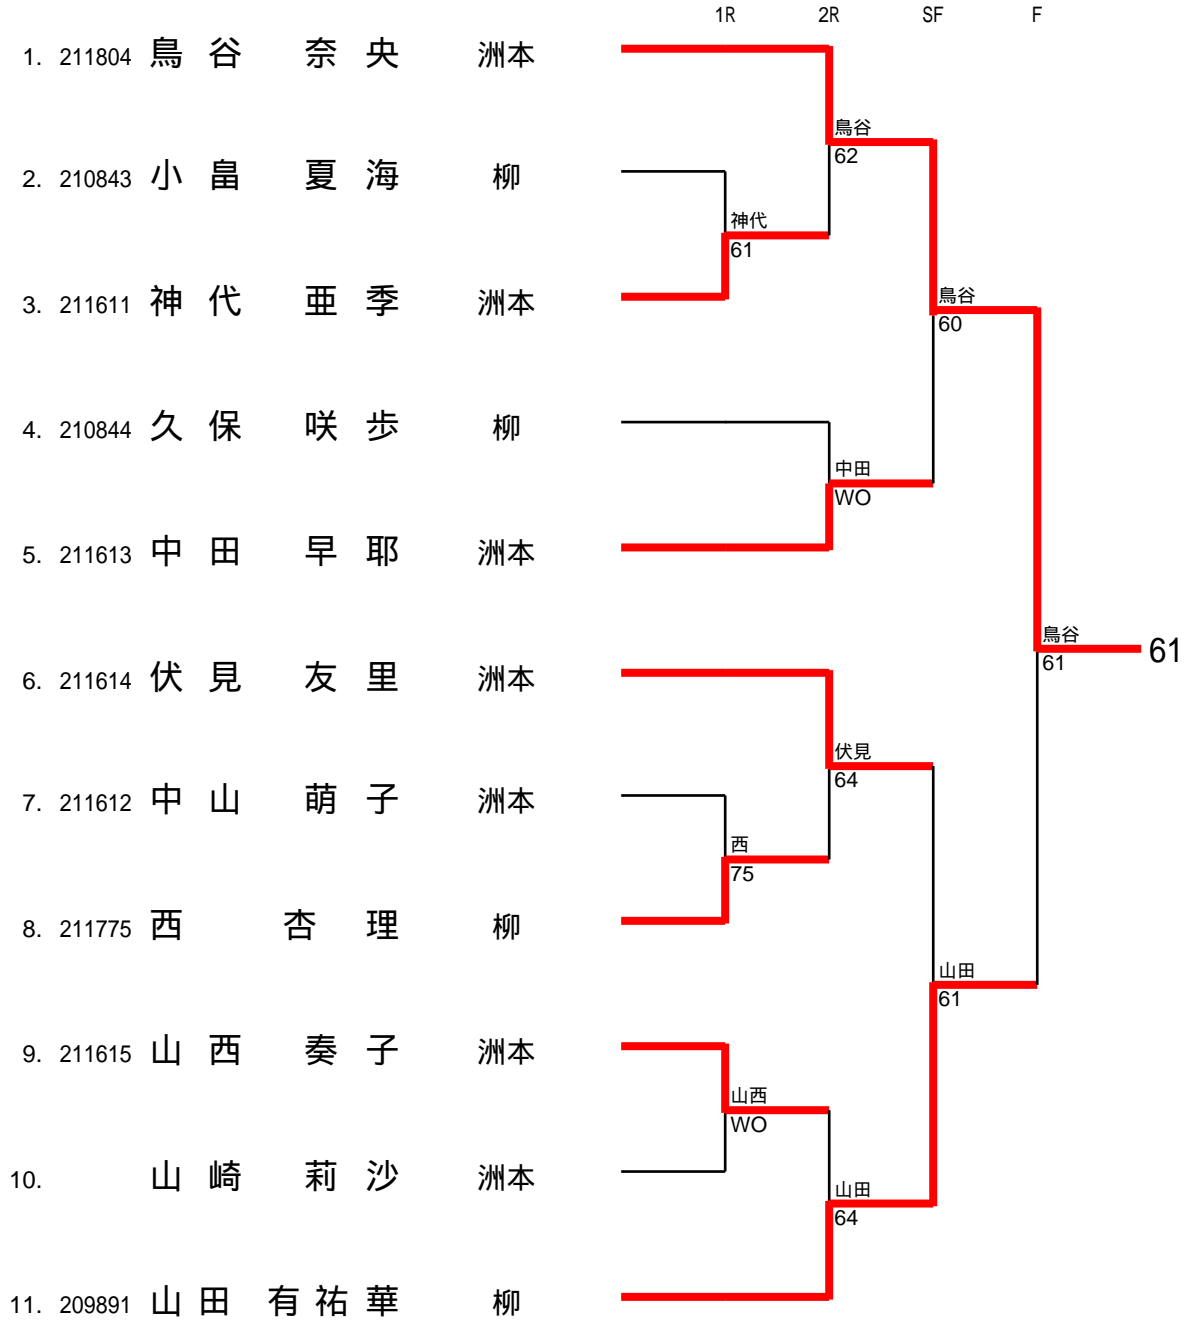 1R 2R SF F
1. 211804 鳥谷 奈央 洲本
鳥谷
62
2. 210843 小畠 夏海 柳
神代
61
3. 211611 神代 亜季 洲本
鳥谷
60
4. 210844 久保 咲歩 柳
中田
WO
5. 211613 中田 早耶 洲本
鳥谷
61
61
6. 211614 伏見 友里 洲本
伏見
64
7. 211612 中山 萌子 洲本
西
75
8. 211775 西 杏理 柳
山田
61
9. 211615 山西 奏子 洲本
山西
WO
10. 山崎 莉沙 洲本
山田
64
11. 209891 山田 有祐華 柳